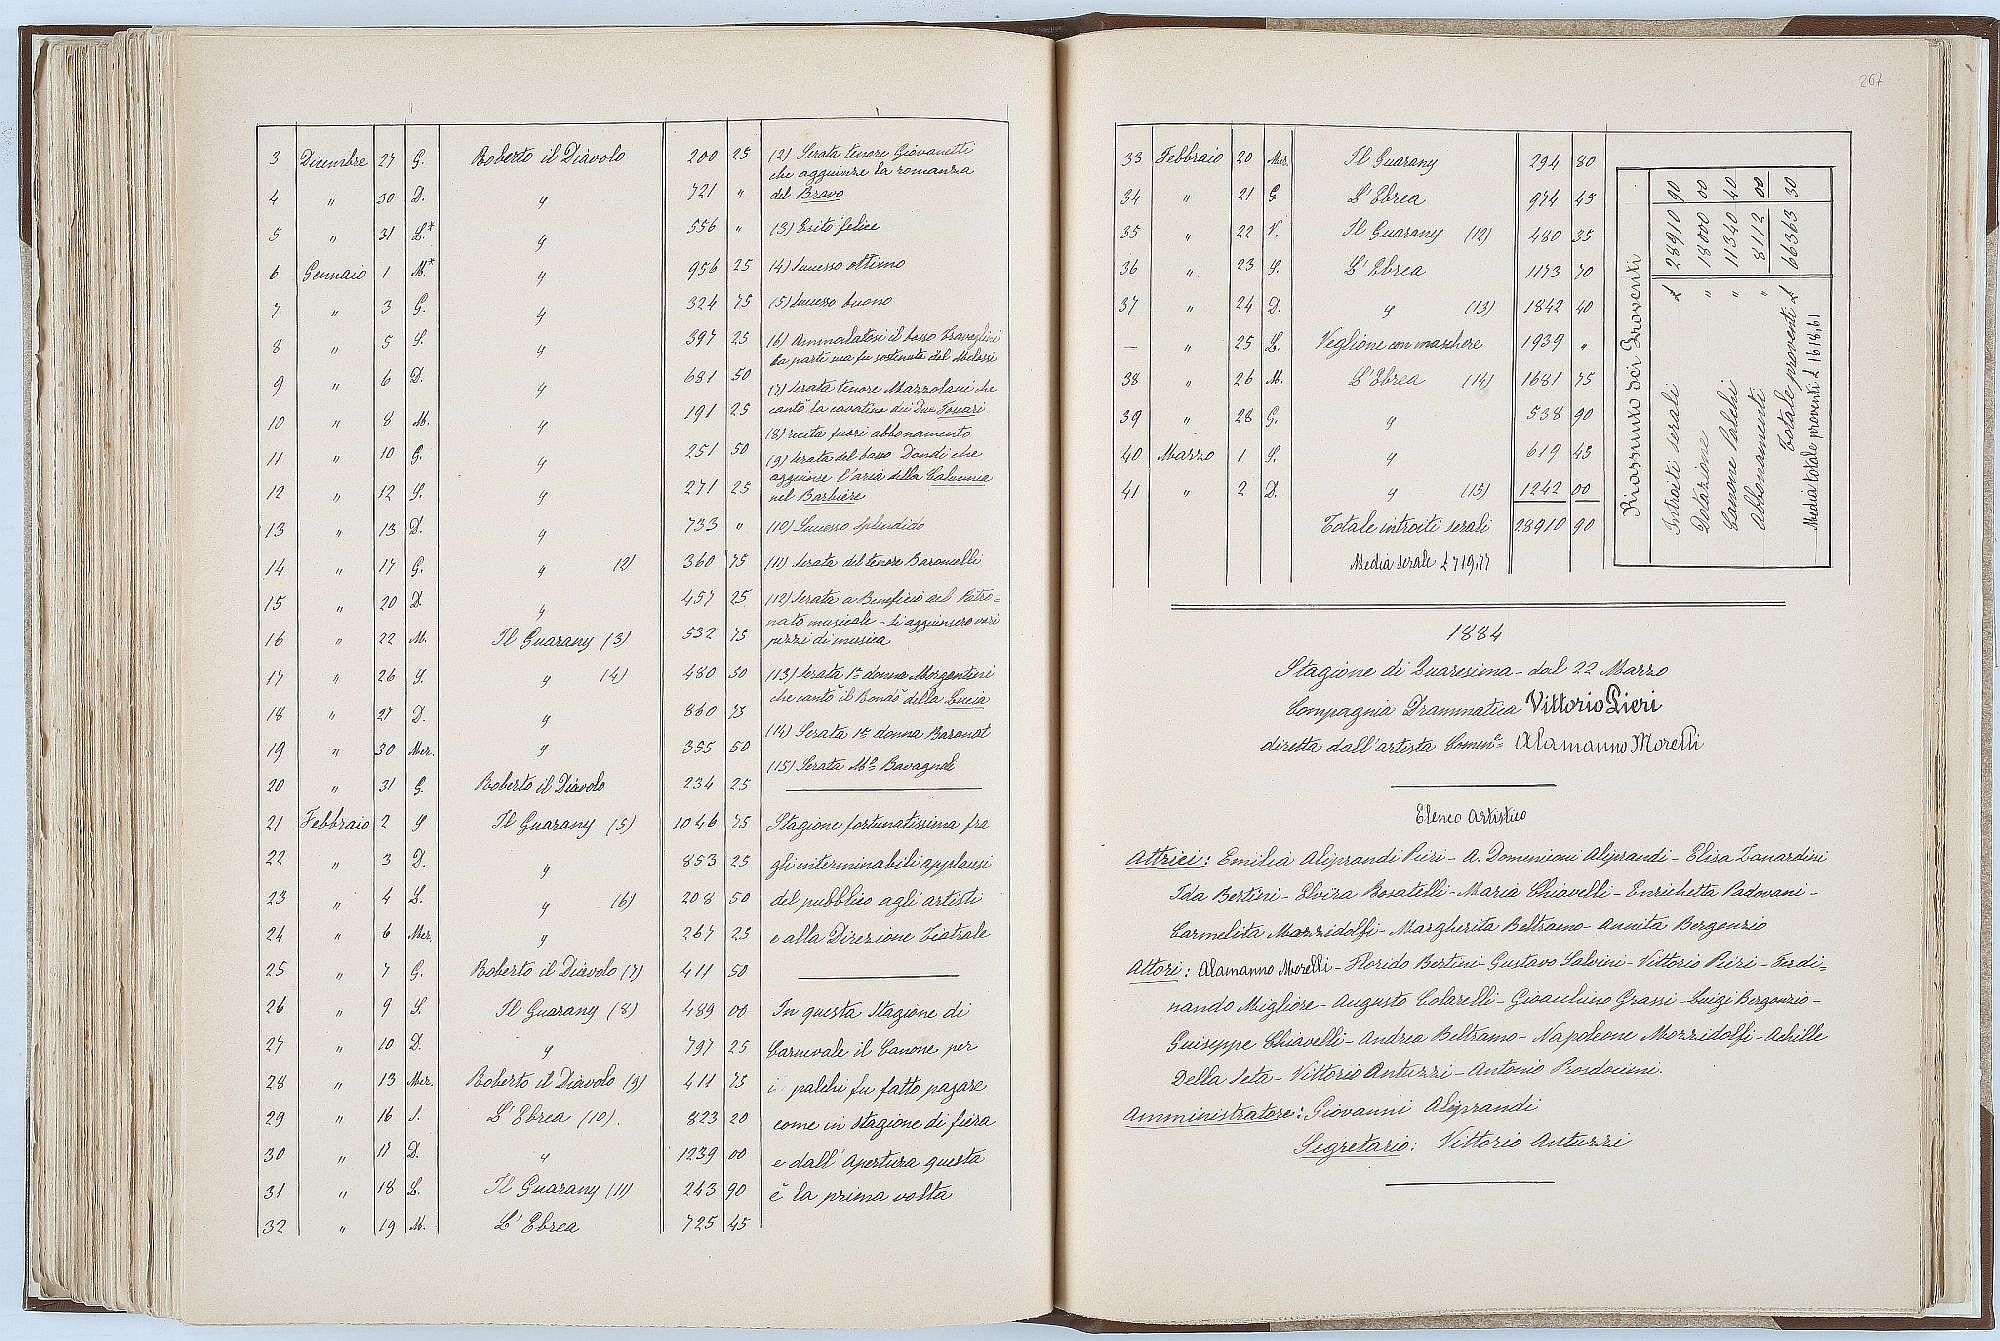 3 Dicembre 27 G. Roberto il Diavolo 200 25
4 " 30 D. " 721 "
5 " 31 L.* " 556 "
6 Gennaio 1 M.* " 956 25
7 " 3 G. " 324 75
8 " 5 S. " 397 25
9 " 6 D. " 681 50
10 " 8 M. " 191 25
11 " 10 G. " 251 50
12 " 12 S. " 271 25
13 " 13 D. " 733 "
14 " 17 G. " (2) 360 75
15 " 20 D. " 457 25
16 " 22 M. Il Guarany (3) 532 75
17 " 26 S. " (4) 480 50
18 " 27 D. " 860 75
19 " 30 Mer. " 355 50
20 " 31 G. Roberto il Diavolo 234 25
21 Febbraio 2 S Il Guarany (5) 1046 75
22 " 3 D. " 853 25
23 " 4 L. " (6) 208 50
24 " 6 Mer. " 267 25
25 " 7 G. Roberto il Diavolo (7) 411 50
26 " 9 S. Il Guarany (8) 489 00
27 " 10 D. " 797 25
28 " 13 Mer. Roberto il Diavolo (9) 411 75
29 " 16 S. L'Ebrea (10). 823 20
30 " 17 D. " 1239 00
31 " 18 L. Il Guarany (11) 243 90
32 " 19 M. L'Ebrea 725 45
(2) Serata tenore Giovanetti
che aggiunse la romanza
del Bravo
(3) Esito felice
(4) Successo ottimo
(5) Successo buono
(6) Ammalatosi il basso Travaglini
la parte sua fu sostenuta dal Melossi
(7) Serata tenore Mazzolani che
cantò la cavatina dei Due Foscari
(8) recita fuori abbonamento
(9) Serata del basso Dondi che
aggiunse l'aria della Calunnia
nel Barbiere
(10) Successo splendido
(11) Serata del tenore Baroncelli
(12) Serata a Beneficio del Patro-
nato musicale - si aggiunsero vari
pezzi di musica
(13) Serata 1ª donna Morgantini
che cantò il Rondò della Lucia
(14) Serata 1ª donna Baronat
(15) Serata Mº Bavagnoli
Stagione fortunatissima fra
gli interminabili applausi
del pubblico agli artisti
e alla Direzione Teatrale
In questa Stagione di
Carnevale il Canone per
i palchi fu fatto pagare
come in stagione di fiera
e dall'Apertura questa
è la prima volta
267
33 Febbraio 20 Mer. Il Guarany 294 80
34 " 21 G L'Ebrea 974 45
35 " 22 V. Il Guarany (12) 480 35
36 " 23 S. L'Ebrea 1173 70
37 " 24 D. " (13) 1842 40
— " 25 L. Veglione con maschere 1939 "
38 " 26 M. L'Ebrea (14) 1681 75
39 " 28 G. " 538 90
40 Marzo 1 S. " 619 45
41 " 2 D. " (15) 1242 00
Totale introiti serali 28910 90
Media serale £ 719,77
Riassunto dei Proventi
Introiti serali £ 28910 90
Dotazione " 18000 00
Canone Palchi " 11340 40
Abbonamenti " 8112 00
Totale proventi £ 66363 30
Media totale proventi £ 1618,61
1884
Stagione di Quaresima - dal 22 Marzo
Compagnia Drammatica Vittorio Pieri
diretta dall'artista Commre Alamanno Morelli
Elenco Artistico
Attrici: Emilia Aliprandi Pieri - A. Domenioni Aliprandi - Elisa Zanardini
Ida Bertini - Elvira Bosatelli - Maria Chiavelli - Enrichetta Padovani -
Carmelita Mazzidolfi - Margherita Beltramo - Annita Bergonzio
Attori: Alamanno Morelli - Florido Bertini - Gustavo Salvini - Vittorio Pieri - Ferdi-
nando Migliore - Augusto Colarelli - Gioachino Grassi - Luigi Bergonzio -
Guiseppe Chiavelli - Andrea Beltramo - Napoleone Mozzidolfi - Achille
Della Seta - Vittorio Antuzzi - Antonio
Amministratore: Giovanni Aliprandi
Segretario: Vittorio Antuzzi